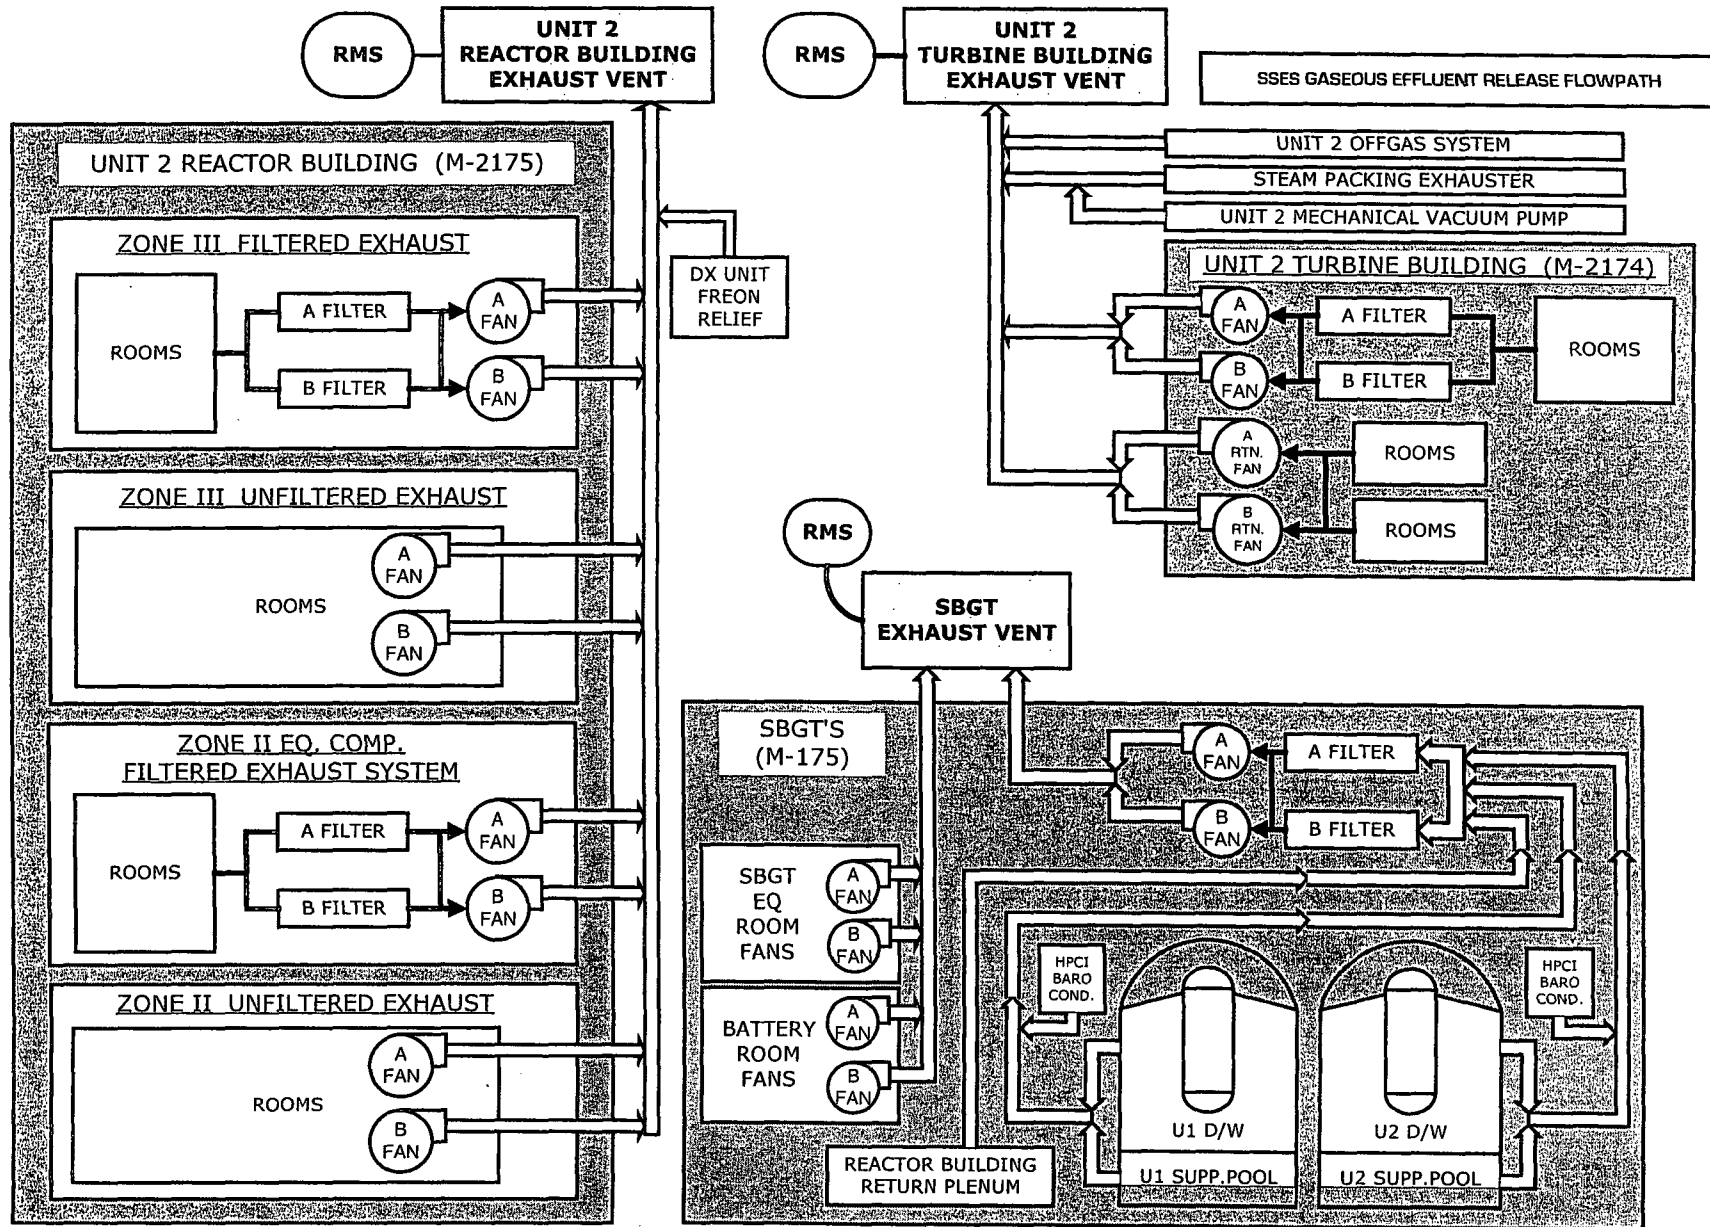 RMS
UNIT 2
REACTOR BUILDING
EXHAUST VENT
RMS
UNIT 2
TURBINE BUILDING
EXHAUST VENT
SSES GASEOUS EFFLUENT RELEASE FLOWPATH
UNIT 2 REACTOR BUILDING (M-2175)
ZONE III FILTERED EXHAUST
ROOMS
A FILTER
B FILTER
A
FAN
B
FAN
DX UNIT
FREON
RELIEF
ZONE III UNFILTERED EXHAUST
ROOMS
A
FAN
B
FAN
ZONE II EQ. COMP.
FILTERED EXHAUST SYSTEM
ROOMS
A FILTER
B FILTER
A
FAN
B
FAN
ZONE II UNFILTERED EXHAUST
ROOMS
A
FAN
B
FAN
UNIT 2 OFFGAS SYSTEM
STEAM PACKING EXHAUSTER
UNIT 2 MECHANICAL VACUUM PUMP
UNIT 2 TURBINE BUILDING (M-2174)
A
FAN
B
FAN
A FILTER
B FILTER
ROOMS
A
RTN.
FAN
B
RTN.
FAN
ROOMS
ROOMS
RMS
SBGT
EXHAUST VENT
SBGT'S
(M-175)
A
FAN
B
FAN
A FILTER
B FILTER
SBGT
EQ
ROOM
FANS
A
FAN
B
FAN
BATTERY
ROOM
FANS
A
FAN
B
FAN
REACTOR BUILDING
RETURN PLENUM
HPCI
BARO
COND.
U1 D/W
U1 SUPP.POOL
U2 D/W
U2 SUPP.POOL
HPCI
BARO
COND.